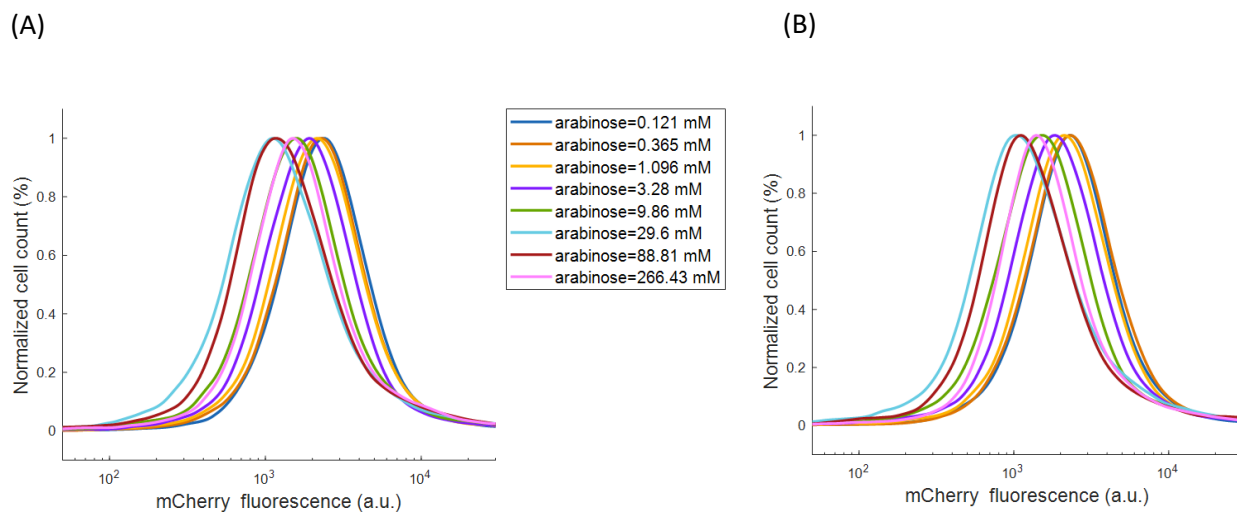 (A)
(B)
Normalized cell count (%)
1
0.8
0.6
0.4
0.2
0
10^2
10^3
10^4
mCherry fluorescence (a.u.)
arabinose=0.121 mM
arabinose=0.365 mM
arabinose=1.096 mM
arabinose=3.28 mM
arabinose=9.86 mM
arabinose=29.6 mM
arabinose=88.81 mM
arabinose=266.43 mM
Normalized cell count (%)
1
0.8
0.6
0.4
0.2
0
10^2
10^3
10^4
mCherry fluorescence (a.u.)